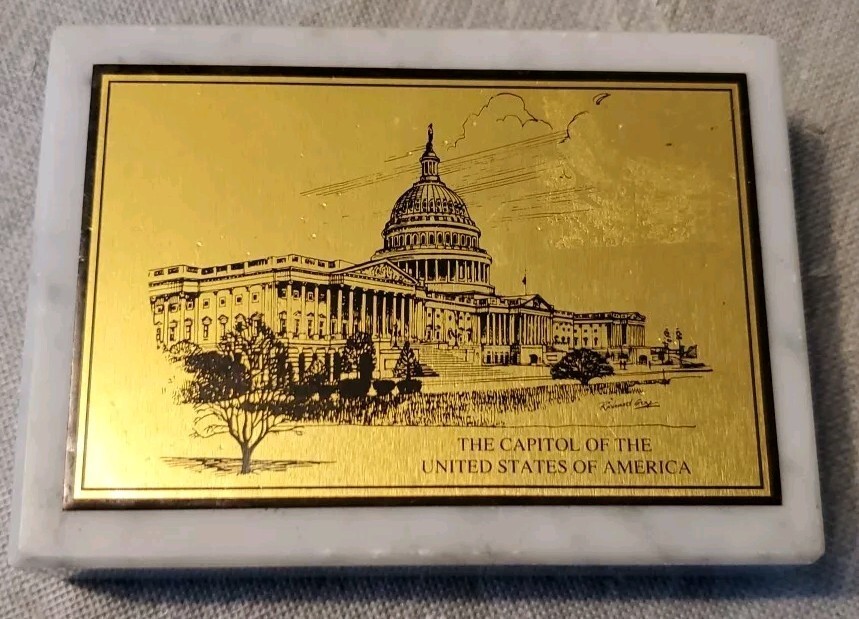 THE CAPITOL OF THE
UNITED STATES OF AMERICA